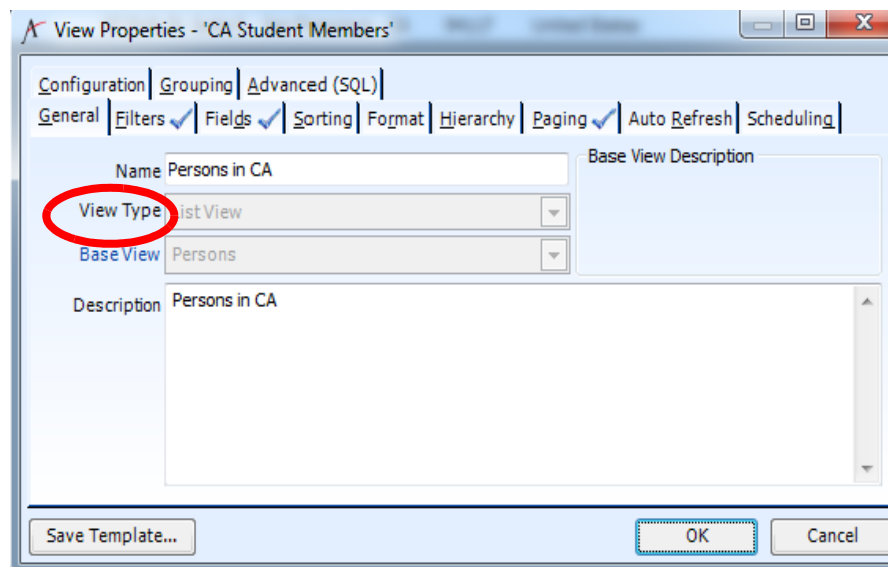 View Properties - 'CA Student Members'
Configuration Grouping Advanced (SQL)
General Filters Fields Sorting Format Hierarchy Paging Auto Refresh Scheduling
Name Persons in CA
Base View Description
View Type List View
Base View Persons
Description Persons in CA
Save Template...
OK
Cancel